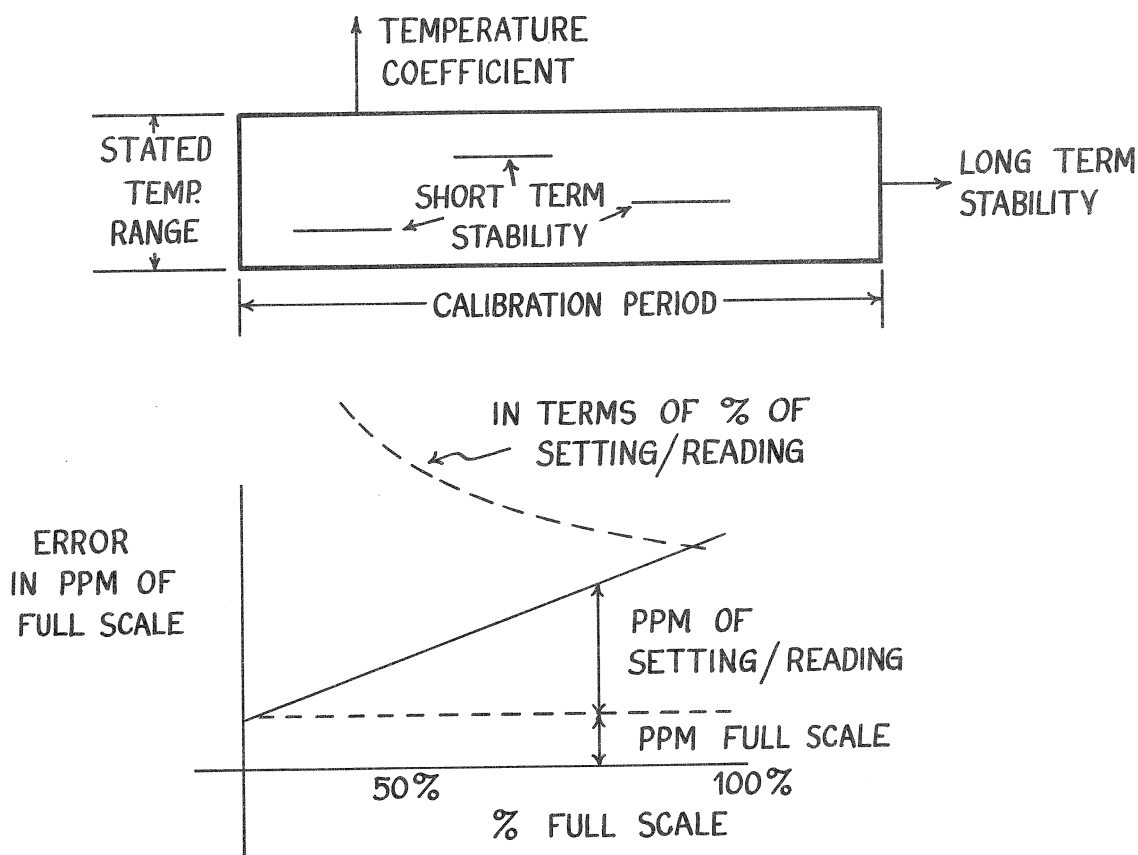 TEMPERATURE
COEFFICIENT
STATED
TEMP.
RANGE
SHORT TERM
STABILITY
LONG TERM
STABILITY
CALIBRATION PERIOD
IN TERMS OF % OF
SETTING/READING
ERROR
IN PPM OF
FULL SCALE
PPM OF
SETTING/READING
PPM FULL SCALE
50%
100%
% FULL SCALE